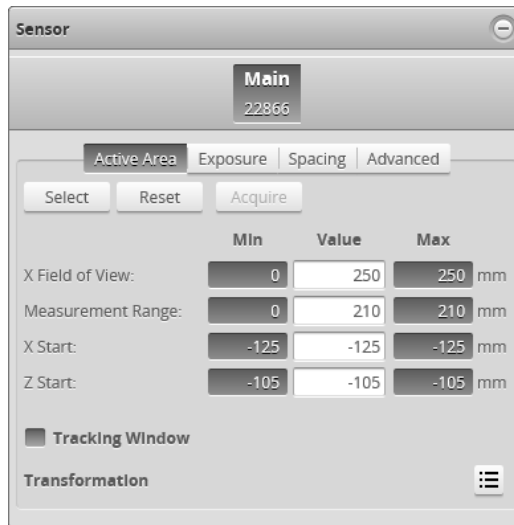 Sensor
Main
22866
Active Area Exposure Spacing Advanced
Select Reset Acquire
Min Value Max
X Field of View: 0 250 250 mm
Measurement Range: 0 210 210 mm
X Start: -125 -125 -125 mm
Z Start: -105 -105 -105 mm
Tracking Window
Transformation